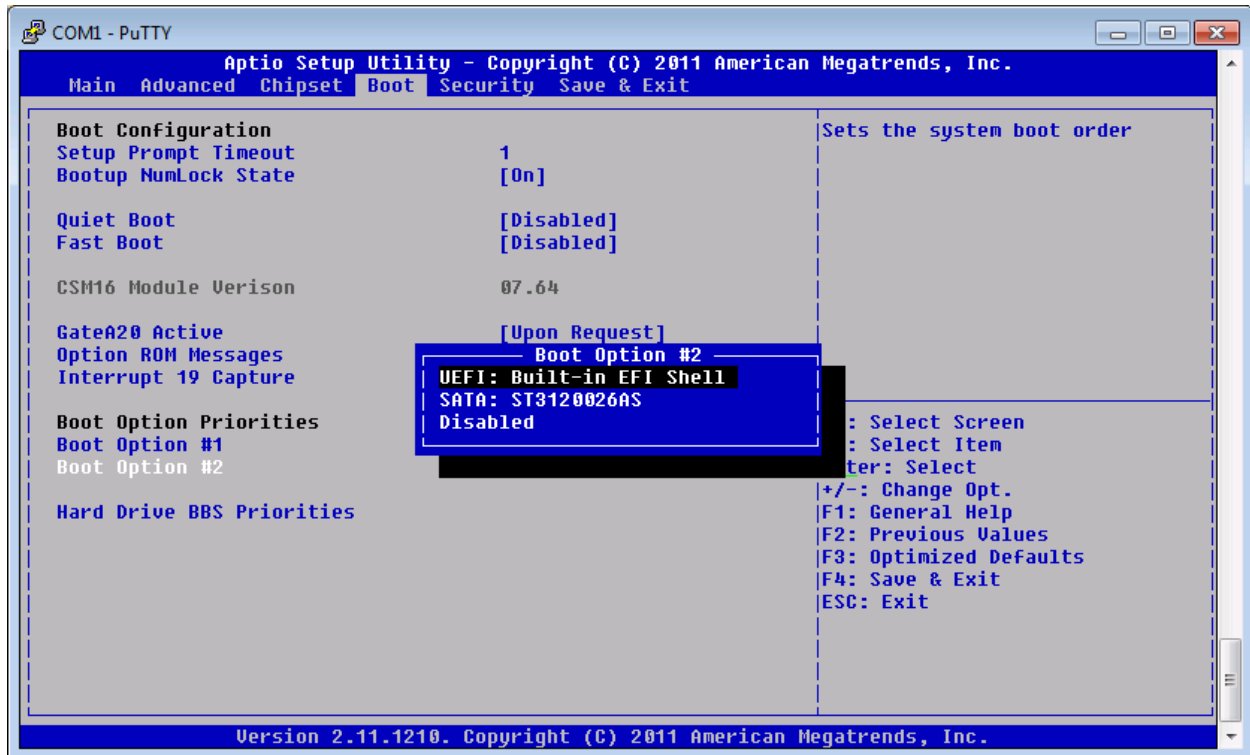 COM1 - PuTTY
Aptio Setup Utility - Copyright (C) 2011 American Megatrends, Inc.
Main Advanced Chipset Boot Security Save & Exit
Boot Configuration
Setup Prompt Timeout 1
Bootup NumLock State [On]
Quiet Boot [Disabled]
Fast Boot [Disabled]
CSM16 Module Verison 07.64
GateA20 Active [Upon Request]
Option ROM Messages
Interrupt 19 Capture
Boot Option Priorities
Boot Option #1
Boot Option #2
Hard Drive BBS Priorities
Boot Option #2
UEFI: Built-in EFI Shell
SATA: ST3120026AS
Disabled
Sets the system boot order
: Select Screen
: Select Item
ter: Select
+/-: Change Opt.
F1: General Help
F2: Previous Values
F3: Optimized Defaults
F4: Save & Exit
ESC: Exit
Version 2.11.1210. Copyright (C) 2011 American Megatrends, Inc.